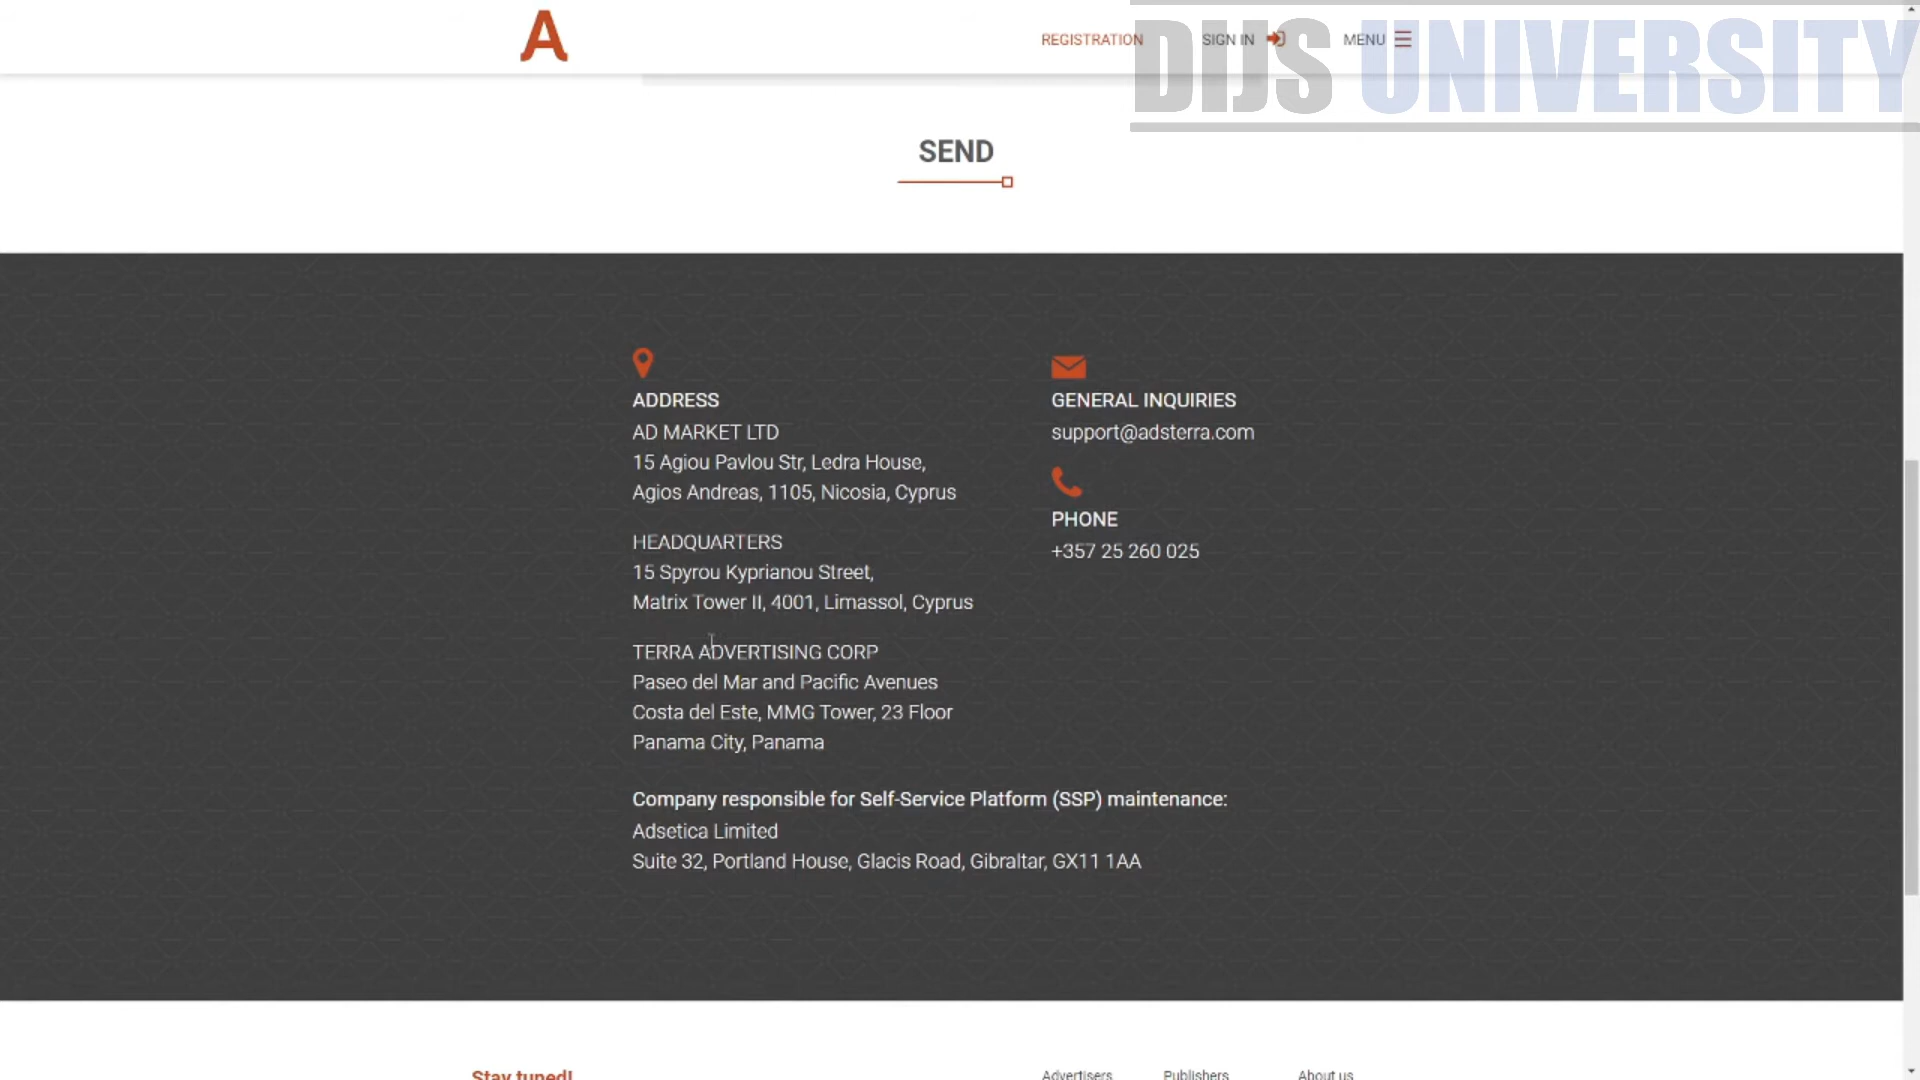 A
REGISTRATION
SIGN IN
MENU
DIJS UNIVERSITY
SEND
ADDRESS
AD MARKET LTD
15 Agiou Pavlou Str, Ledra House,
Agios Andreas, 1105, Nicosia, Cyprus
HEADQUARTERS
15 Spyrou Kyprianou Street,
Matrix Tower II, 4001, Limassol, Cyprus
TERRA ADVERTISING CORP
Paseo del Mar and Pacific Avenues
Costa del Este, MMG Tower, 23 Floor
Panama City, Panama
GENERAL INQUIRIES
support@adsterra.com
PHONE
+357 25 260 025
Company responsible for Self-Service Platform (SSP) maintenance:
Adsetica Limited
Suite 32, Portland House, Glacis Road, Gibraltar, GX11 1AA
Stay tuned!
Advertisers
Publishers
About us